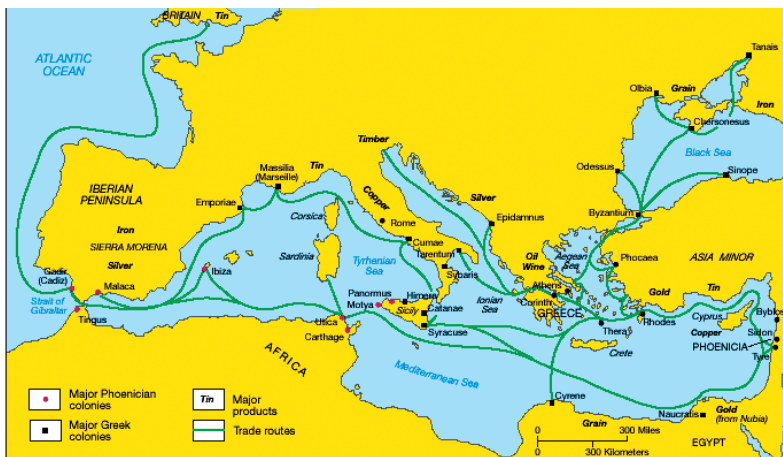 BRITAIN Tin
ATLANTIC
OCEAN
Tanais
Olbia
Grain
Iron
Chersonesus
Timber
Black Sea
Massilia
(Marseille)
Tin
Odessus
Sinope
IBERIAN
PENINSULA
Emporiae
Copper
Silver
Corsica
Rome
Epidamnus
Byzantium
Iron
SIERRA MORENA
Cumae
Tarentum
Oil
Wine
Aegean
Sea
ASIA MINOR
Sardinia
Tyrrhenian
Sea
Phocaea
Silver
Ibiza
Sybaris
Gadir
(Cadiz)
Malaca
Panormus
Himera
Athens
Gold
Tin
Motya
Ionian
Sea
Corinth
Strait of
Gibraltar
Sicily
Catanae
GREECE
Rhodes
Cyprus
Byblos
Tingus
Utica
Syracuse
Thera
Copper
Sidon
Carthage
Crete
PHOENICIA
Tyre
AFRICA
Mediterranean Sea
Cyrene
Naucratis
Gold
(from Nubia)
Grain
EGYPT
Major Phoenician
colonies
Tin
Major
products
Major Greek
colonies
Trade routes
0 300 Miles
0 300 Kilometers